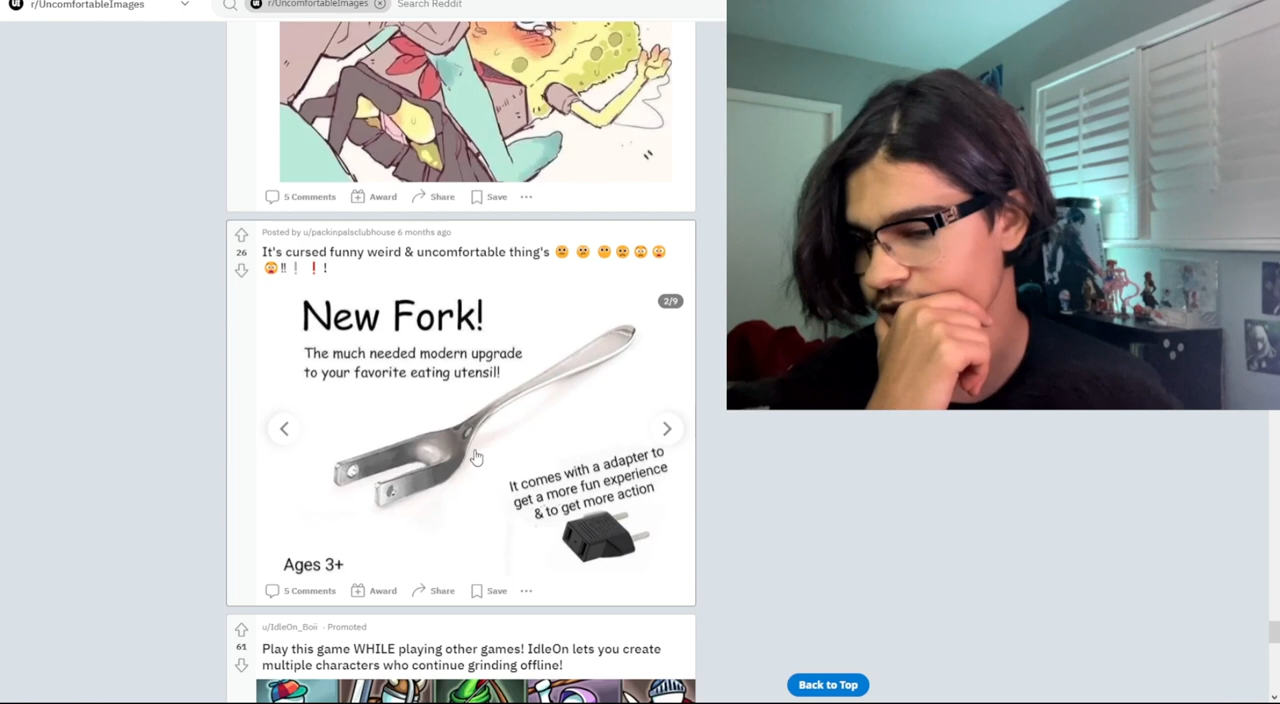 r/UncomfortableImages
r/UncomfortableImages
Search Reddit
5 Comments Award Share Save
Posted by u/packinpalsclubhouse 6 months ago
26
It's cursed funny weird & uncomfortable thing's 😕 😟 😬 😦 😨 😨
😨 ‼ ❕ ❗ !
2/9
New Fork!
The much needed modern upgrade
to your favorite eating utensil!
It comes with a adapter to
get a more fun experience
& to get more action
Ages 3+
5 Comments Award Share Save
u/IdleOn_Boii · Promoted
61
Play this game WHILE playing other games! IdleOn lets you create
multiple characters who continue grinding offline!
Back to Top